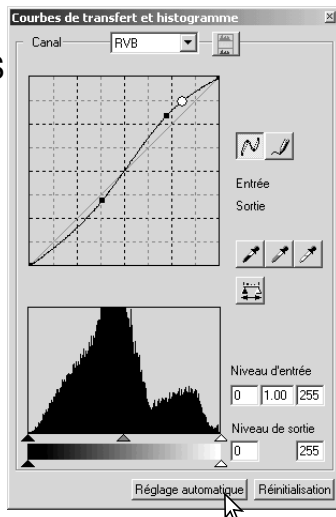 Courbes de transfert et histogramme
s
Canal RVB
Entrée
Sortie
Niveau d'entrée
0 1.00 255
Niveau de sortie
0 255
Réglage automatique Réinitialisation